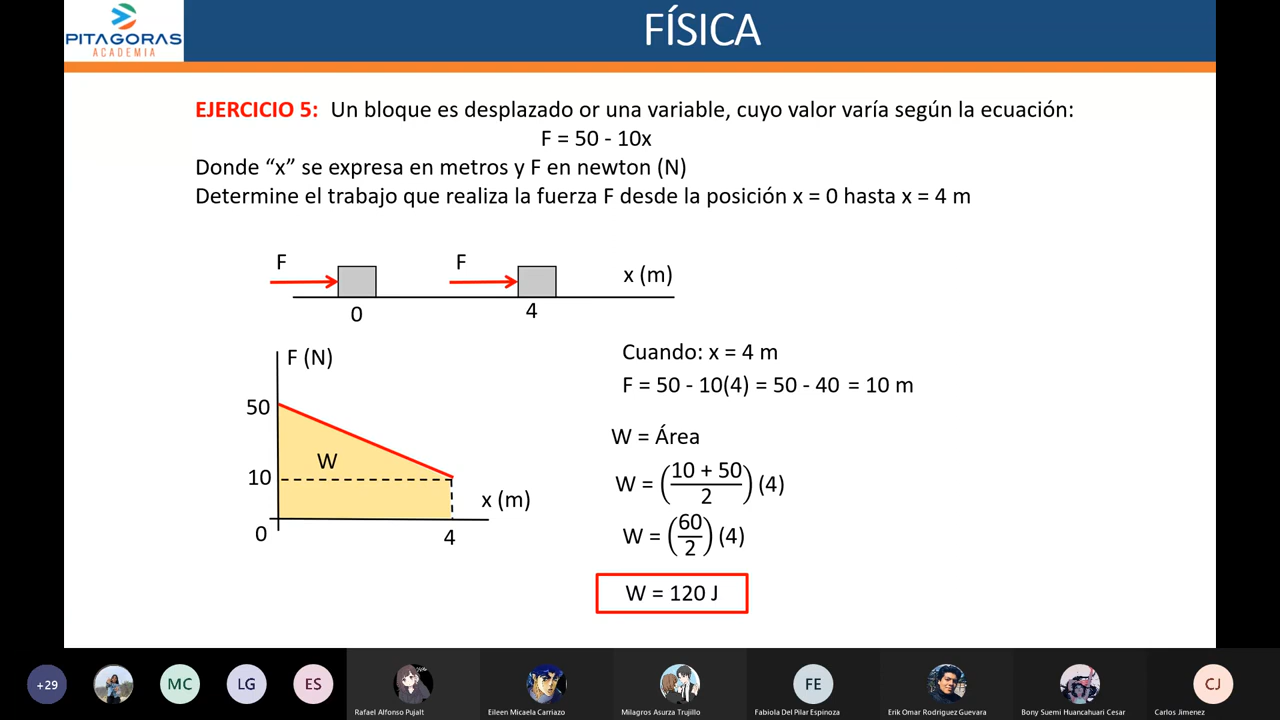 PITAGORAS
ACADEMIA
FÍSICA
EJERCICIO 5: Un bloque es desplazado or una variable, cuyo valor varía según la ecuación:
F = 50 - 10x
Donde “x” se expresa en metros y F en newton (N)
Determine el trabajo que realiza la fuerza F desde la posición x = 0 hasta x = 4 m
F
F
x (m)
0
4
F (N)
50
10
W
x (m)
0
4
Cuando: x = 4 m
F = 50 - 10(4) = 50 - 40 = 10 m
W = Área
W = ((10 + 50)/2) (4)
W = (60/2) (4)
W = 120 J
+29
MC
LG
ES
FE
CJ
Rafael Alfonso Pujalt
Eileen Micaela Carriazo
Milagros Asurza Trujillo
Fabiola Del Pilar Espinoza
Erik Omar Rodriguez Guevara
Bony Suemi Huancahuari Cesar
Carlos Jimenez